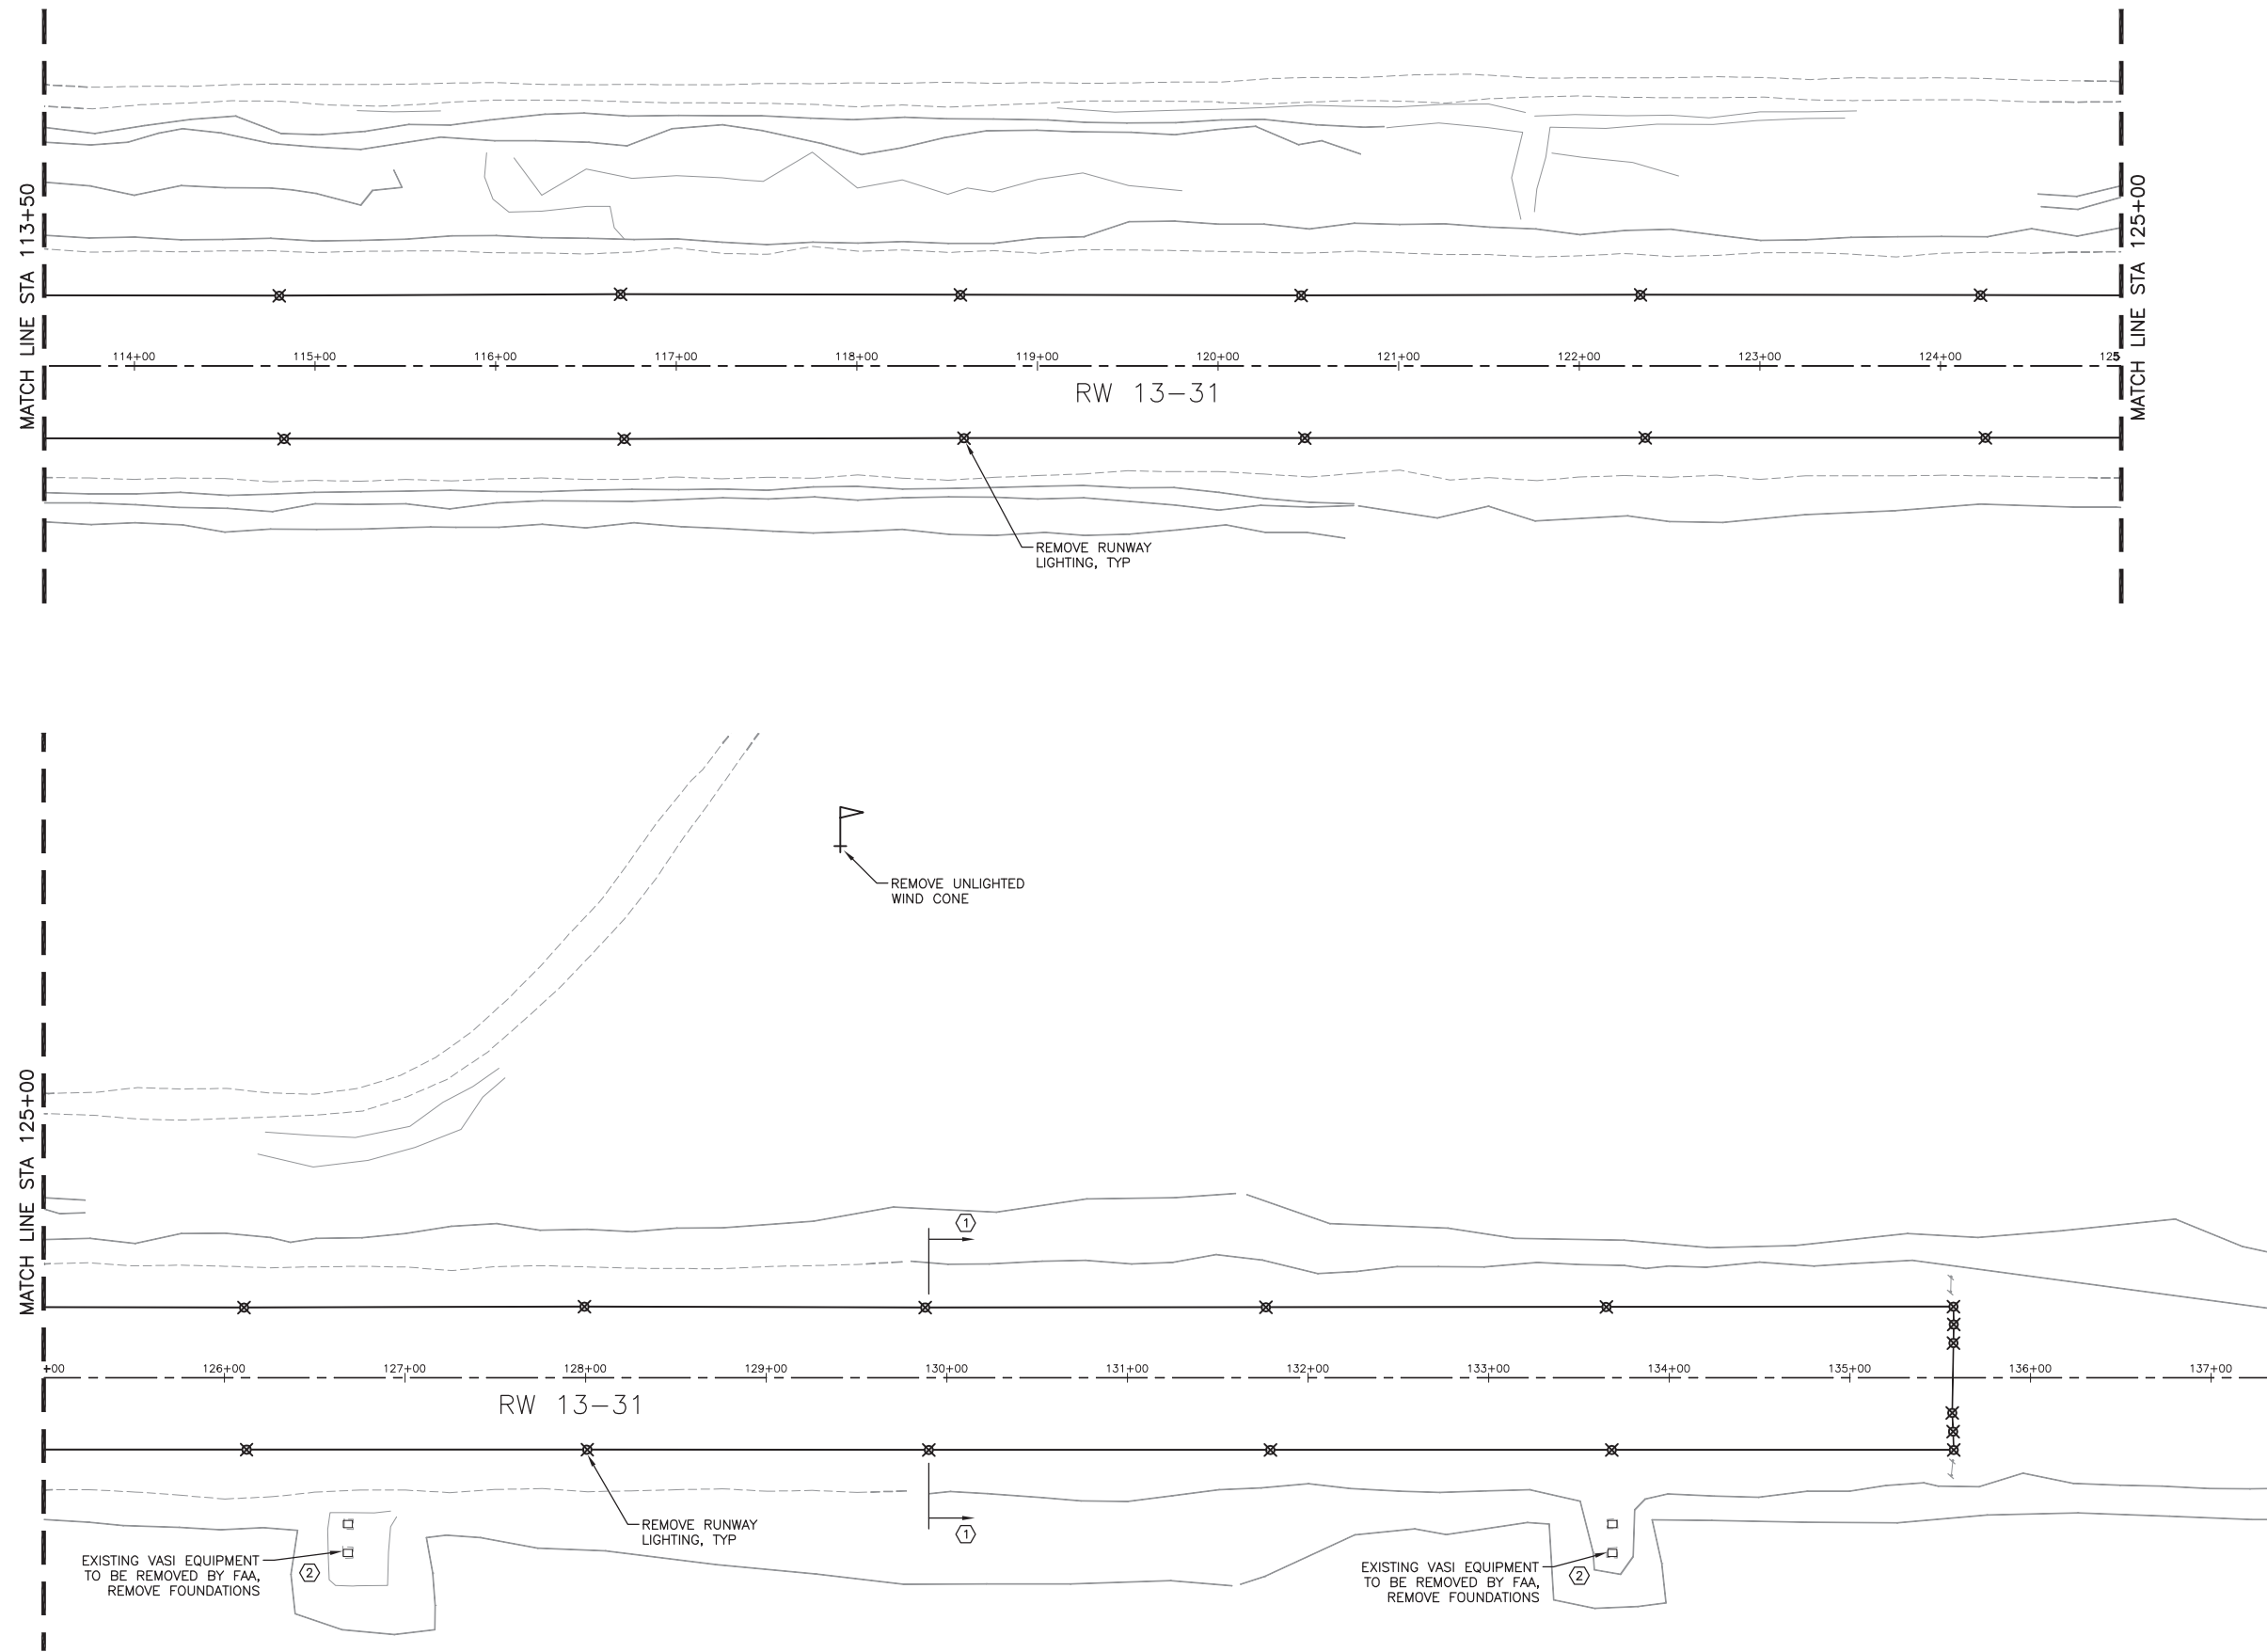 MATCH LINE STA 113+50
114+00
115+00
116+00
117+00
118+00
119+00
120+00
121+00
122+00
123+00
124+00
125
RW 13-31
REMOVE RUNWAY
LIGHTING, TYP
MATCH LINE STA 125+00
MATCH LINE STA 125+00
REMOVE UNLIGHTED
WIND CONE
1
+00
126+00
127+00
128+00
129+00
130+00
131+00
132+00
133+00
134+00
135+00
136+00
137+00
RW 13-31
REMOVE RUNWAY
LIGHTING, TYP
1
EXISTING VASI EQUIPMENT
TO BE REMOVED BY FAA,
REMOVE FOUNDATIONS
2
EXISTING VASI EQUIPMENT
TO BE REMOVED BY FAA,
REMOVE FOUNDATIONS
2